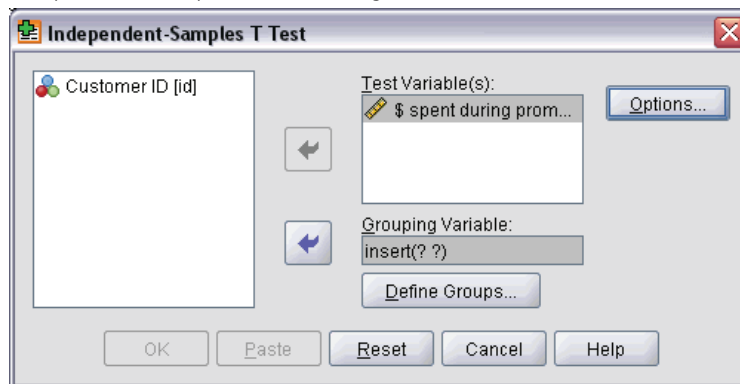 Independent-Samples T Test
Customer ID [id]
Test Variable(s):
$ spent during prom...
Options...
Grouping Variable:
insert(? ?)
Define Groups...
OK
Paste
Reset
Cancel
Help